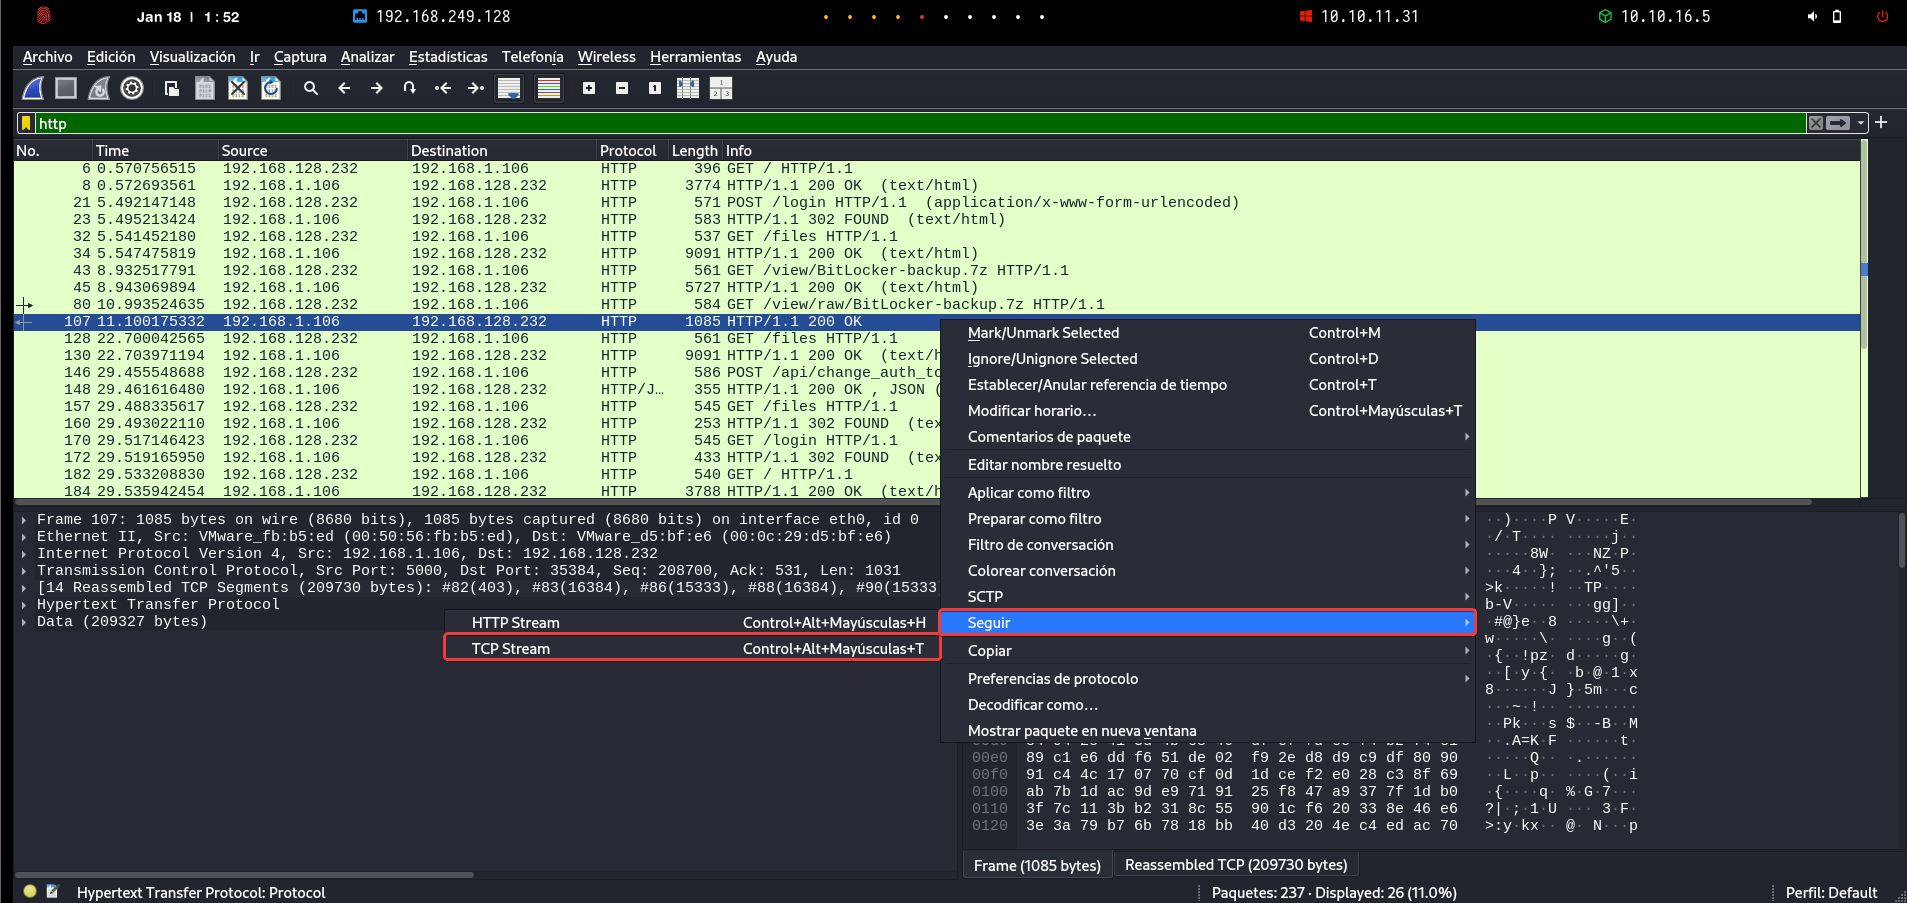 Jan 18 | 1:52 192.168.249.128 10.10.11.31 10.10.16.5
Archivo Edición Visualización Ir Captura Analizar Estadísticas Telefonía Wireless Herramientas Ayuda
http
No. Time Source Destination Protocol Length Info
6 0.570756515 192.168.128.232 192.168.1.106 HTTP 396 GET / HTTP/1.1
8 0.572693561 192.168.1.106 192.168.128.232 HTTP 3774 HTTP/1.1 200 OK (text/html)
21 5.492147148 192.168.128.232 192.168.1.106 HTTP 571 POST /login HTTP/1.1 (application/x-www-form-urlencoded)
23 5.495213424 192.168.1.106 192.168.128.232 HTTP 583 HTTP/1.1 302 FOUND (text/html)
32 5.541452180 192.168.128.232 192.168.1.106 HTTP 537 GET /files HTTP/1.1
34 5.547475819 192.168.1.106 192.168.128.232 HTTP 9091 HTTP/1.1 200 OK (text/html)
43 8.932517791 192.168.128.232 192.168.1.106 HTTP 561 GET /view/BitLocker-backup.7z HTTP/1.1
45 8.943069894 192.168.1.106 192.168.128.232 HTTP 5727 HTTP/1.1 200 OK (text/html)
80 10.993524635 192.168.128.232 192.168.1.106 HTTP 584 GET /view/raw/BitLocker-backup.7z HTTP/1.1
107 11.100175332 192.168.1.106 192.168.128.232 HTTP 1085 HTTP/1.1 200 OK
128 22.700042565 192.168.128.232 192.168.1.106 HTTP 561 GET /files HTTP/1.1
130 22.703971194 192.168.1.106 192.168.128.232 HTTP 9091 HTTP/1.1 200 OK (text/h
146 29.455548688 192.168.128.232 192.168.1.106 HTTP 586 POST /api/change_auth_to
148 29.461616480 192.168.1.106 192.168.128.232 HTTP/J... 355 HTTP/1.1 200 OK , JSON (
157 29.488335617 192.168.128.232 192.168.1.106 HTTP 545 GET /files HTTP/1.1
160 29.493022110 192.168.1.106 192.168.128.232 HTTP 253 HTTP/1.1 302 FOUND (tex
170 29.517146423 192.168.128.232 192.168.1.106 HTTP 545 GET /login HTTP/1.1
172 29.519165950 192.168.1.106 192.168.128.232 HTTP 433 HTTP/1.1 302 FOUND (tex
182 29.533208830 192.168.128.232 192.168.1.106 HTTP 540 GET / HTTP/1.1
184 29.535942454 192.168.1.106 192.168.128.232 HTTP 3788 HTTP/1.1 200 OK (text/h
Mark/Unmark Selected Control+M
Ignore/Unignore Selected Control+D
Establecer/Anular referencia de tiempo Control+T
Modificar horario... Control+Mayúsculas+T
Comentarios de paquete
Editar nombre resuelto
Aplicar como filtro
Preparar como filtro
Filtro de conversación
Colorear conversación
SCTP
Seguir
Copiar
Preferencias de protocolo
Decodificar como...
Mostrar paquete en nueva ventana
HTTP Stream Control+Alt+Mayúsculas+H
TCP Stream Control+Alt+Mayúsculas+T
Frame 107: 1085 bytes on wire (8680 bits), 1085 bytes captured (8680 bits) on interface eth0, id 0
Ethernet II, Src: VMware_fb:b5:ed (00:50:56:fb:b5:ed), Dst: VMware_d5:bf:e6 (00:0c:29:d5:bf:e6)
Internet Protocol Version 4, Src: 192.168.1.106, Dst: 192.168.128.232
Transmission Control Protocol, Src Port: 5000, Dst Port: 35384, Seq: 208700, Ack: 531, Len: 1031
[14 Reassembled TCP Segments (209730 bytes): #82(403), #83(16384), #86(15333), #88(16384), #90(15333
Hypertext Transfer Protocol
Data (209327 bytes)
00e0 89 c1 e6 dd f6 51 de 02 f9 2e d8 d9 c9 df 80 90
00f0 91 c4 4c 17 07 70 cf 0d 1d ce f2 e0 28 c3 8f 69
0100 ab 7b 1d ac 9d e9 71 91 25 f8 47 a9 37 7f 1d b0
0110 3f 7c 11 3b b2 31 8c 55 90 1c f6 20 33 8e 46 e6
0120 3e 3a 79 b7 6b 78 18 bb 40 d3 20 4e c4 ed ac 70
Frame (1085 bytes) Reassembled TCP (209730 bytes)
Hypertext Transfer Protocol: Protocol Paquetes: 237 · Displayed: 26 (11.0%) Perfil: Default